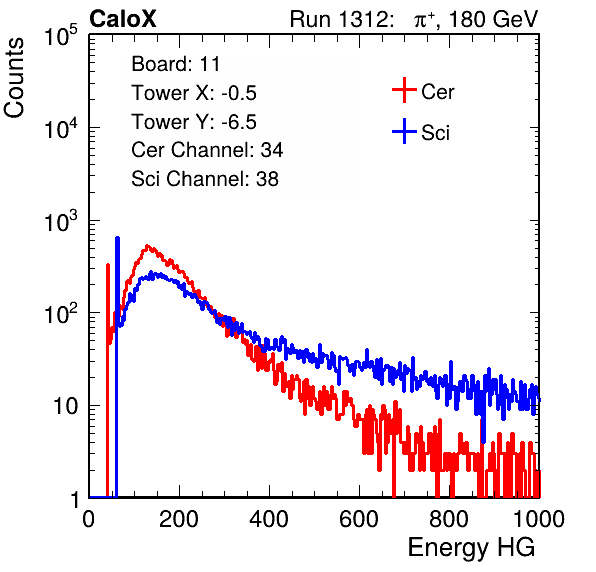 CaloX Run 1312: π⁺, 180 GeV
Board: 11
Tower X: -0.5
Tower Y: -6.5
Cer Channel: 34
Sci Channel: 38
Cer
Sci
Counts
10⁵
10⁴
10³
10²
10
1
0 200 400 600 800 1000
Energy HG